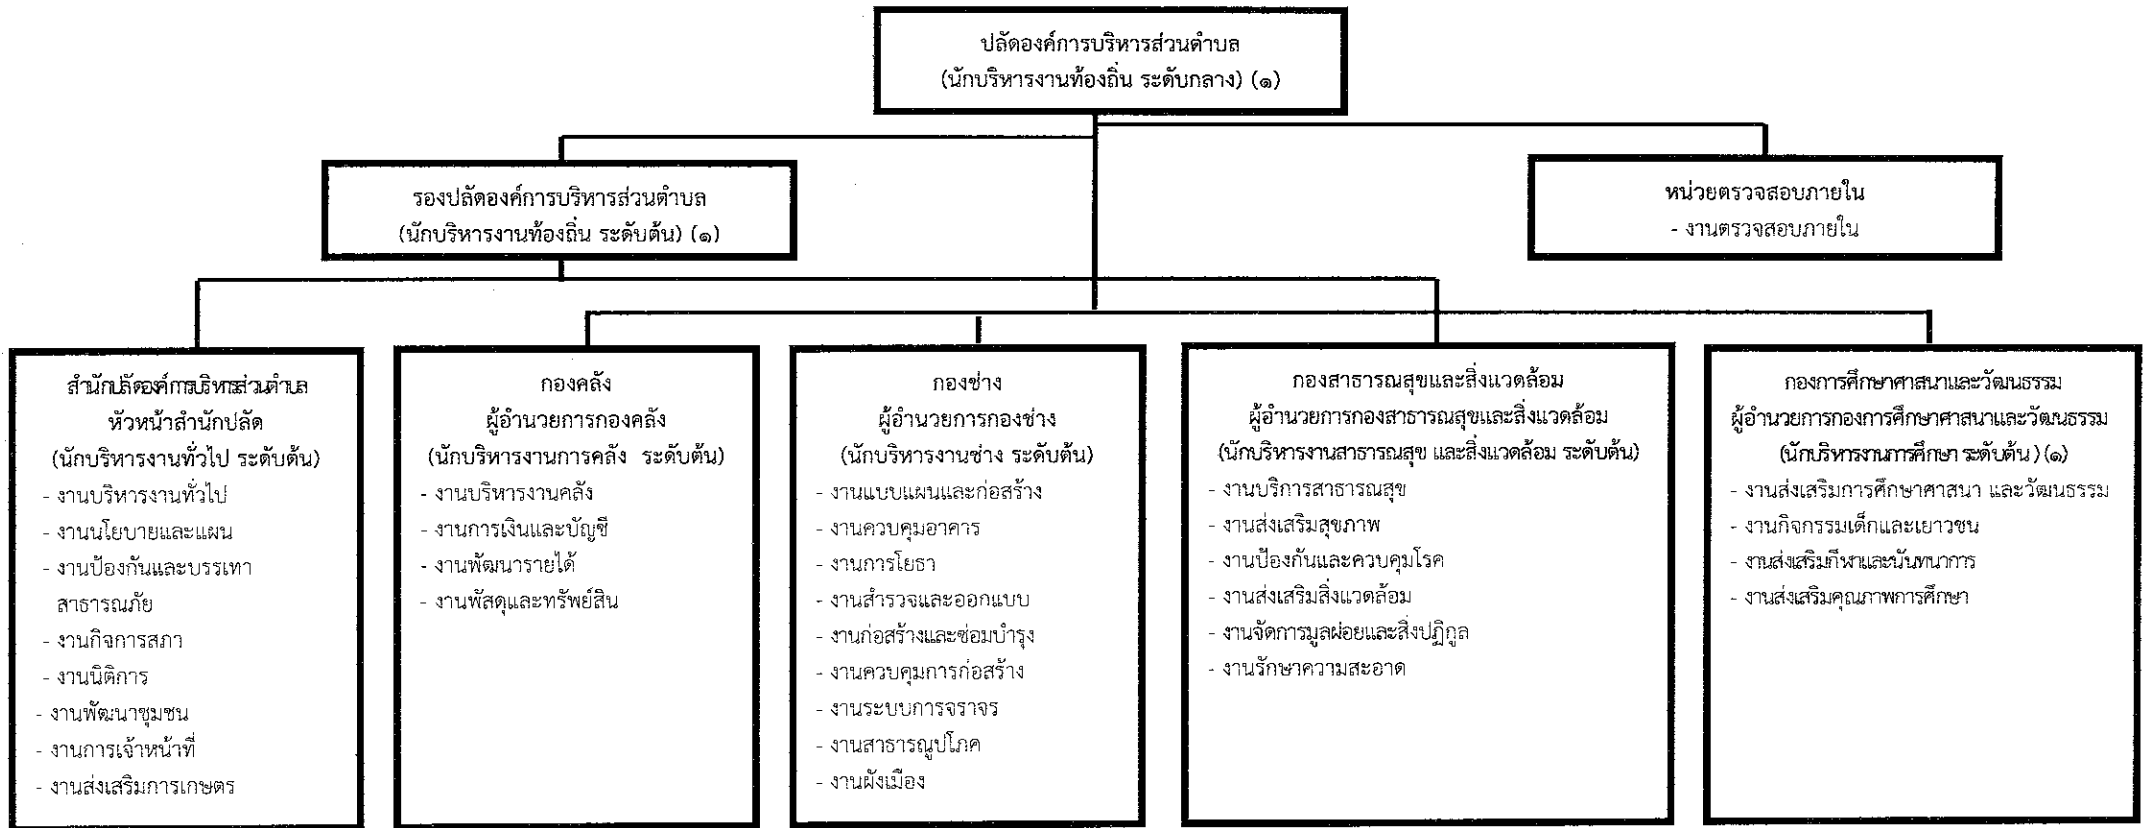 ปลัดองค์การบริหารส่วนตำบล
(นักบริหารงานท้องถิ่น ระดับกลาง) (๑)
รองปลัดองค์การบริหารส่วนตำบล
(นักบริหารงานท้องถิ่น ระดับต้น) (๑)
หน่วยตรวจสอบภายใน
- งานตรวจสอบภายใน
สำนักปลัดองค์การบริหารส่วนตำบล
หัวหน้าสำนักปลัด
(นักบริหารงานทั่วไป ระดับต้น)
- งานบริหารงานทั่วไป
- งานนโยบายและแผน
- งานป้องกันและบรรเทา
สาธารณภัย
- งานกิจการสภา
- งานนิติการ
- งานพัฒนาชุมชน
- งานการเจ้าหน้าที่
- งานส่งเสริมการเกษตร
กองคลัง
ผู้อำนวยการกองคลัง
(นักบริหารงานการคลัง ระดับต้น)
- งานบริหารงานคลัง
- งานการเงินและบัญชี
- งานพัฒนารายได้
- งานพัสดุและทรัพย์สิน
กองช่าง
ผู้อำนวยการกองช่าง
(นักบริหารงานช่าง ระดับต้น)
- งานแบบแผนและก่อสร้าง
- งานควบคุมอาคาร
- งานการโยธา
- งานสำรวจและออกแบบ
- งานก่อสร้างและซ่อมบำรุง
- งานควบคุมการก่อสร้าง
- งานระบบการจราจร
- งานสาธารณูปโภค
- งานผังเมือง
กองสาธารณสุขและสิ่งแวดล้อม
ผู้อำนวยการกองสาธารณสุขและสิ่งแวดล้อม
(นักบริหารงานสาธารณสุข และสิ่งแวดล้อม ระดับต้น)
- งานบริการสาธารณสุข
- งานส่งเสริมสุขภาพ
- งานป้องกันและควบคุมโรค
- งานส่งเสริมสิ่งแวดล้อม
- งานจัดการมูลฝอยและสิ่งปฏิกูล
- งานรักษาความสะอาด
กองการศึกษาศาสนาและวัฒนธรรม
ผู้อำนวยการกองการศึกษาศาสนาและวัฒนธรรม
(นักบริหารงานการศึกษา ระดับต้น ) (๑)
- งานส่งเสริมการศึกษาศาสนา และวัฒนธรรม
- งานกิจกรรมเด็กและเยาวชน
- งานส่งเสริมกีฬาและนันทนาการ
- งานส่งเสริมคุณภาพการศึกษา